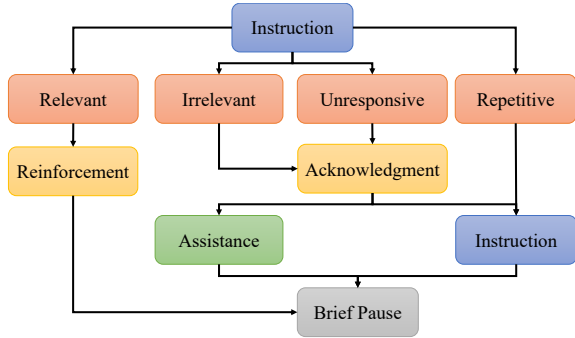 Instruction
Relevant
Irrelevant
Unresponsive
Repetitive
Reinforcement
Acknowledgment
Assistance
Instruction
Brief Pause